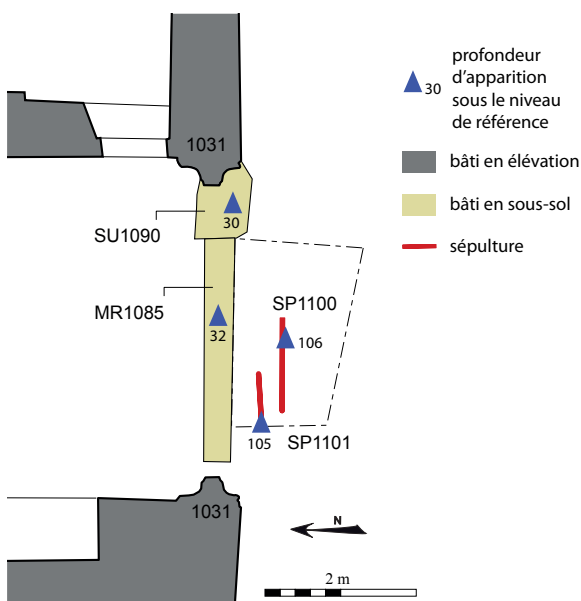 profondeur
d'apparition
sous le niveau
de référence
30
bâti en élévation
bâti en sous-sol
sépulture
1031
30
SU1090
MR1085
32
SP1100
106
105
SP1101
1031
N
2 m